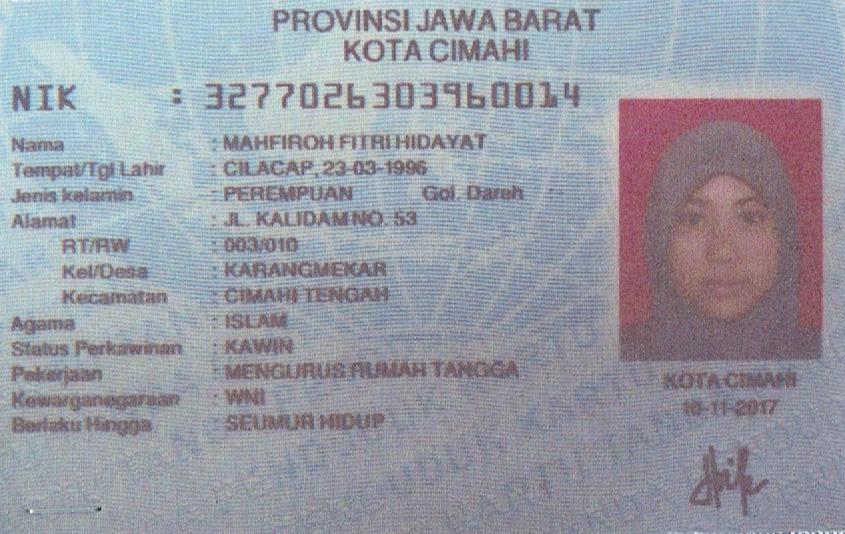 PROVINSI JAWA BARAT
KOTA CIMAHI
NIK : 3277026303960014
Nama : MAHFIROH FITRI HIDAYAT
Tempat/Tgl Lahir : CILACAP, 23-03-1996
Jenis kelamin : PEREMPUAN Gol. Darah
Alamat : JL. KALIDAM NO. 53
RT/RW : 003/010
Kel/Desa : KARANGMEKAR
Kecamatan : CIMAHI TENGAH
Agama : ISLAM
Status Perkawinan : KAWIN
Pekerjaan : MENGURUS RUMAH TANGGA
Kewarganegaraan : WNI
Berlaku Hingga : SEUMUR HIDUP
KOTA CIMAHI
16-11-2017